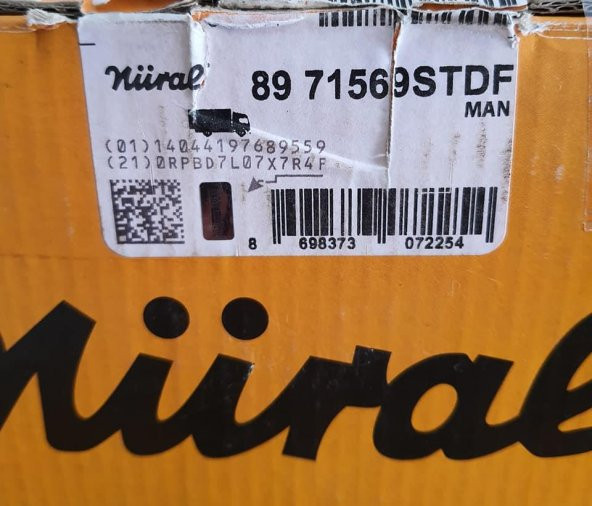 Nüral
89 71569STDF
MAN
(01)14044197689559
(21)0RPBD7L07X7R4F
8 698373 072254
Nüral